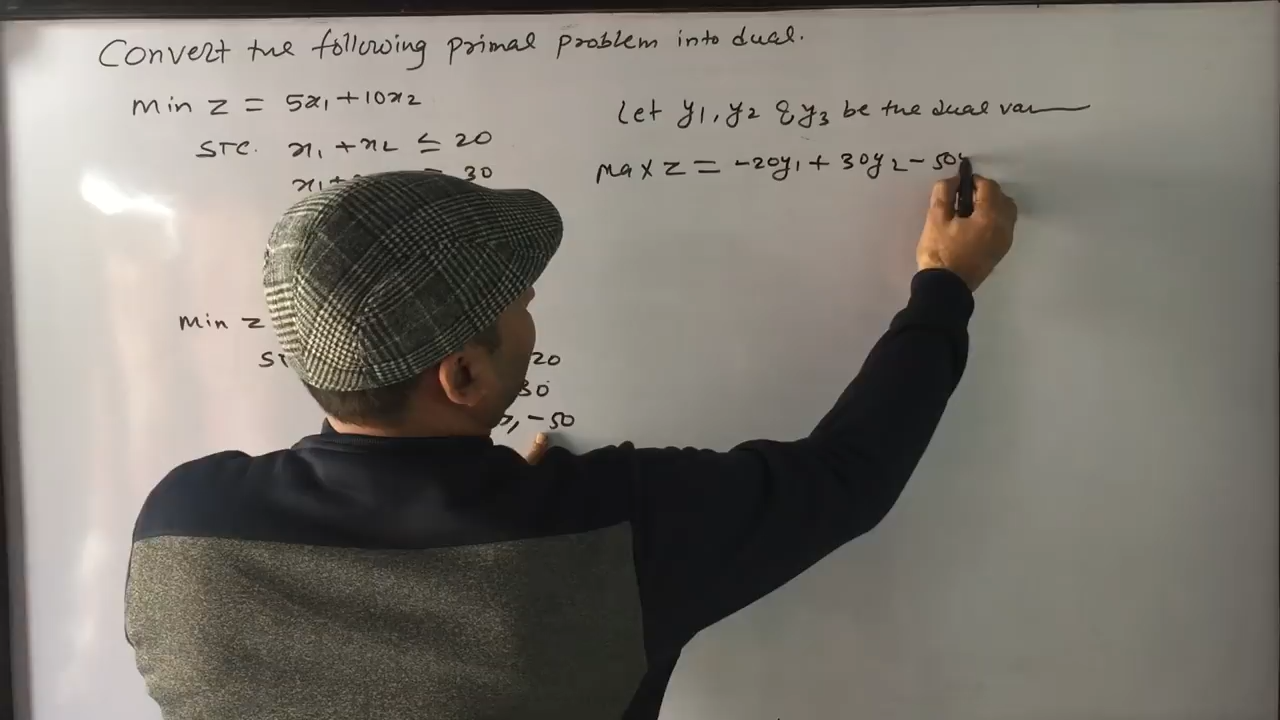 Convert the following primal problem into dual.
min z = 5x₁ + 10x₂
STC. x₁ + x₂ ≤ 20
x₁ + 30
min z
ST 20
30
-50
Let y₁, y₂ & y₃ be the dual var
max z = -20y₁ + 30y₂ - 50